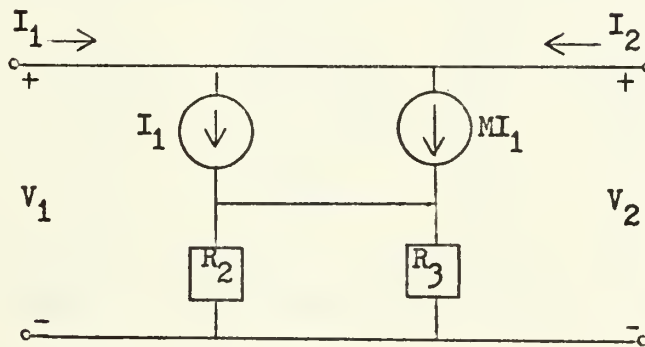 I₁ → ← I₂
+ +
I₁ ↓ ↓ MI₁
V₁ V₂
R₂ R₃
- -